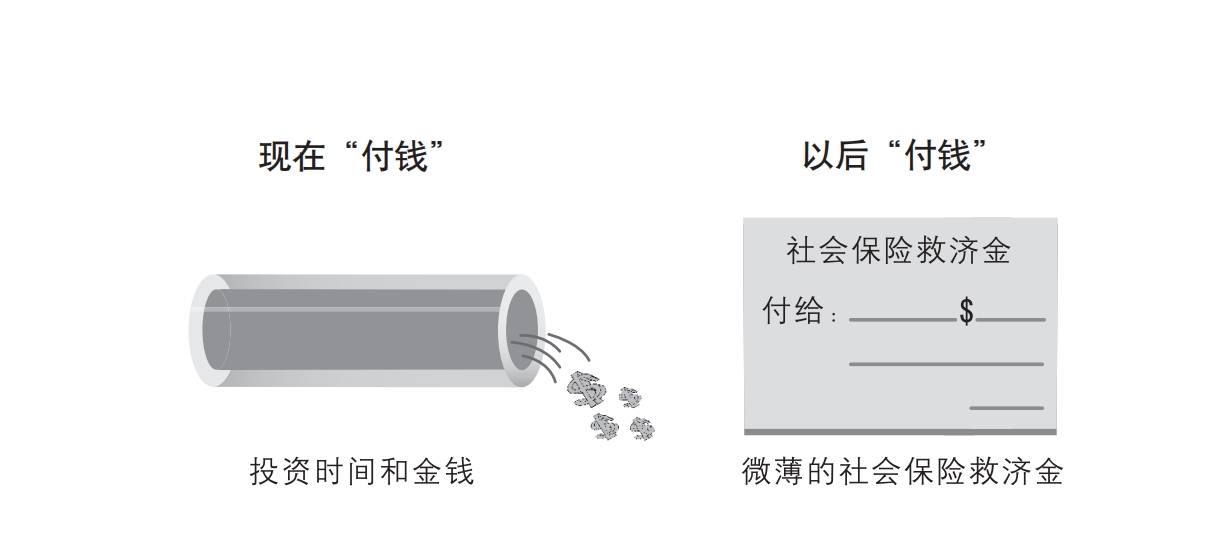 现在“付钱”
以后“付钱”
社会保险救济金
付给：$
投资时间和金钱
微薄的社会保险救济金